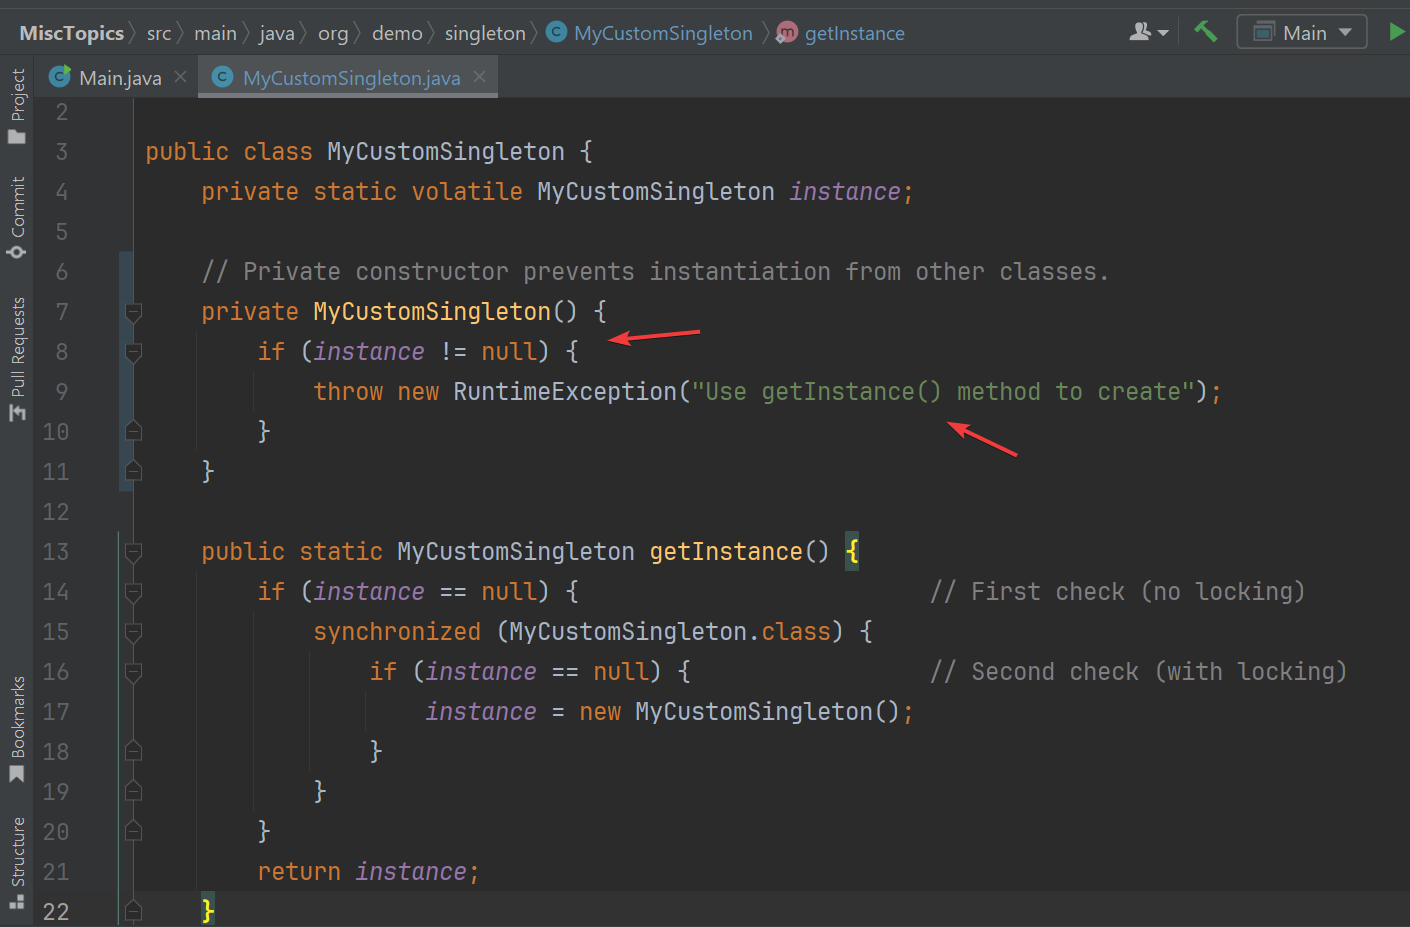 MiscTopics src main java org demo singleton MyCustomSingleton getInstance Main
Main.java MyCustomSingleton.java
Project
Commit
Pull Requests
Bookmarks
Structure
2
3 public class MyCustomSingleton {
4 private static volatile MyCustomSingleton instance;
5
6 // Private constructor prevents instantiation from other classes.
7 private MyCustomSingleton() {
8 if (instance != null) {
9 throw new RuntimeException("Use getInstance() method to create");
10 }
11 }
12
13 public static MyCustomSingleton getInstance() {
14 if (instance == null) { // First check (no locking)
15 synchronized (MyCustomSingleton.class) {
16 if (instance == null) { // Second check (with locking)
17 instance = new MyCustomSingleton();
18 }
19 }
20 }
21 return instance;
22 }